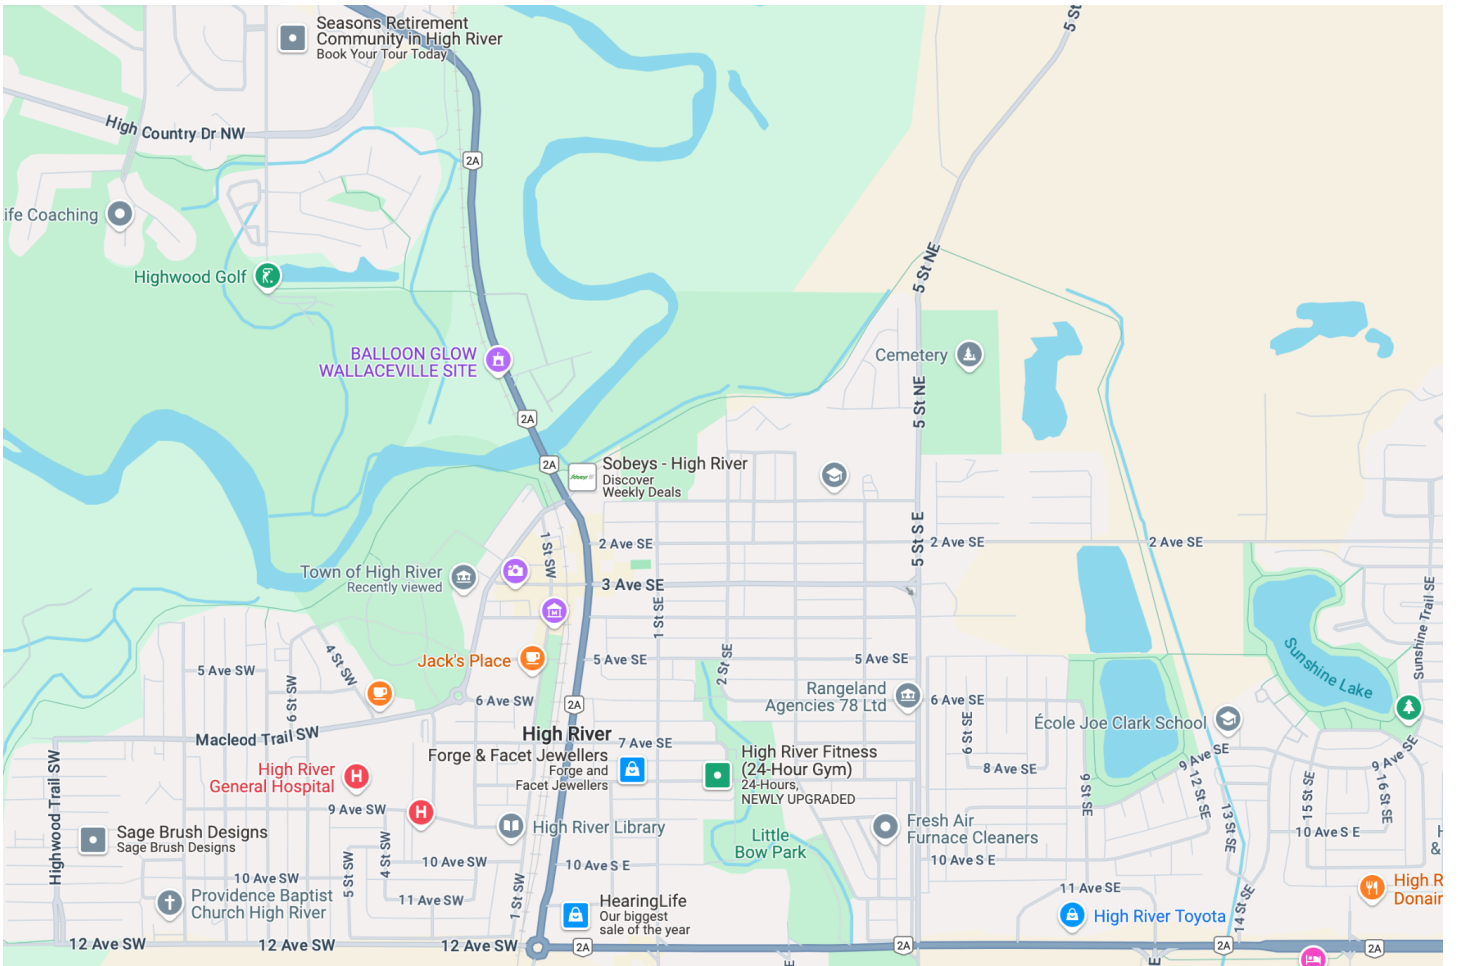 Seasons Retirement
Community in High River
Book Your Tour Today
5 St
High Country Dr NW
2A
ife Coaching
Highwood Golf
5 St NE
BALLOON GLOW
WALLACEVILLE SITE
Cemetery
5 St NE
2A
2A
Sobeys - High River
Discover
Weekly Deals
Sobeys
1 St SW
2 Ave SE
5 St S E
2 Ave SE
2 Ave SE
Town of High River
Recently viewed
3 Ave SE
1 St SE
Sunshine Trail SE
Sunshine Lake
4 St SW
5 Ave SW
Jack's Place
5 Ave SE
2 St SE
5 Ave SE
6 St SW
6 Ave SW
2A
Rangeland
Agencies 78 Ltd
6 Ave SE
6 St SE
École Joe Clark School
Macleod Trail SW
High River
7 Ave SE
Forge & Facet Jewellers
Forge and
Facet Jewellers
High River Fitness
(24-Hour Gym)
24-Hours,
NEWLY UPGRADED
8 Ave SE
9 Ave SE
9 Ave SE
High River
General Hospital
H
H
9 Ave SW
9 St SE
12 St SE
13 St SE
15 St SE
16 St SE
Highwood Trail SW
Sage Brush Designs
Sage Brush Designs
High River Library
Little
Bow Park
Fresh Air
Furnace Cleaners
10 Ave S E
H
&
4 St SW
5 St SW
10 Ave SW
10 Ave S E
10 Ave S E
10 Ave SW
11 Ave SW
11 Ave SE
1 St SW
14 St SE
Providence Baptist
Church High River
HearingLife
Our biggest
sale of the year
High River Toyota
High R
Donair
12 Ave SW
12 Ave SW
12 Ave SW
2A
2A
2A
2A
E
E